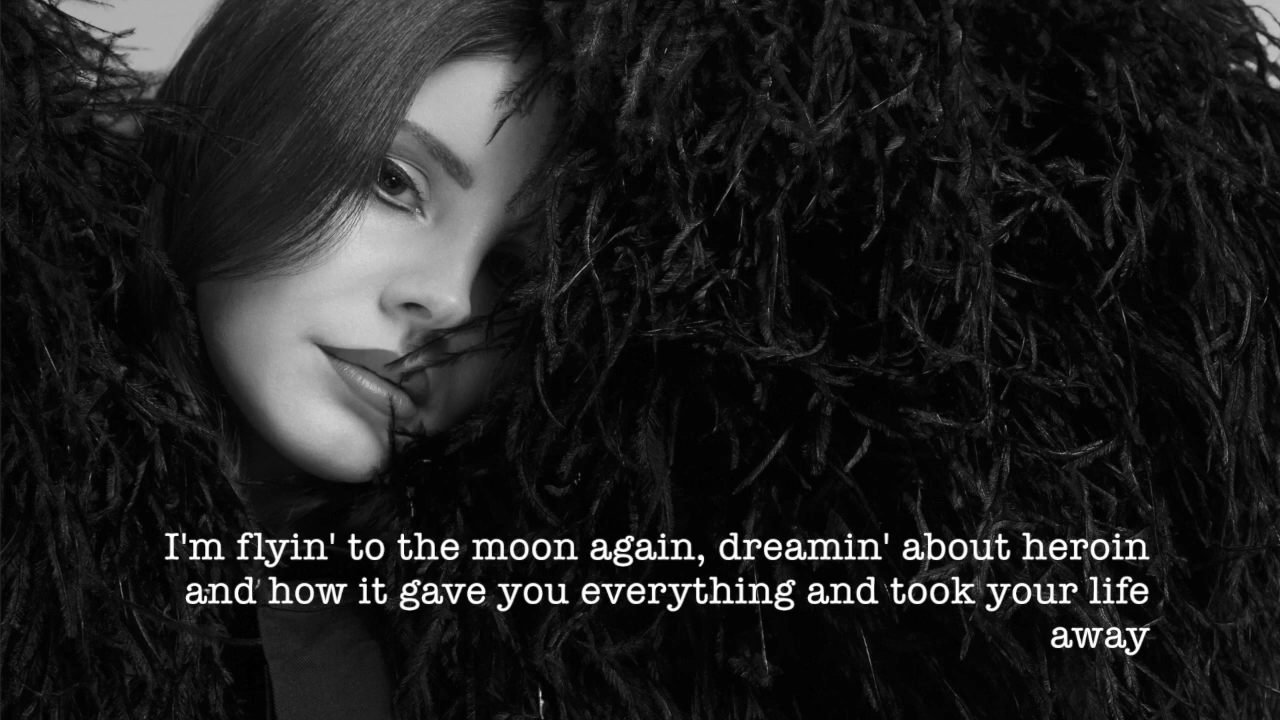 I'm flyin' to the moon again, dreamin' about heroin
and how it gave you everything and took your life
away